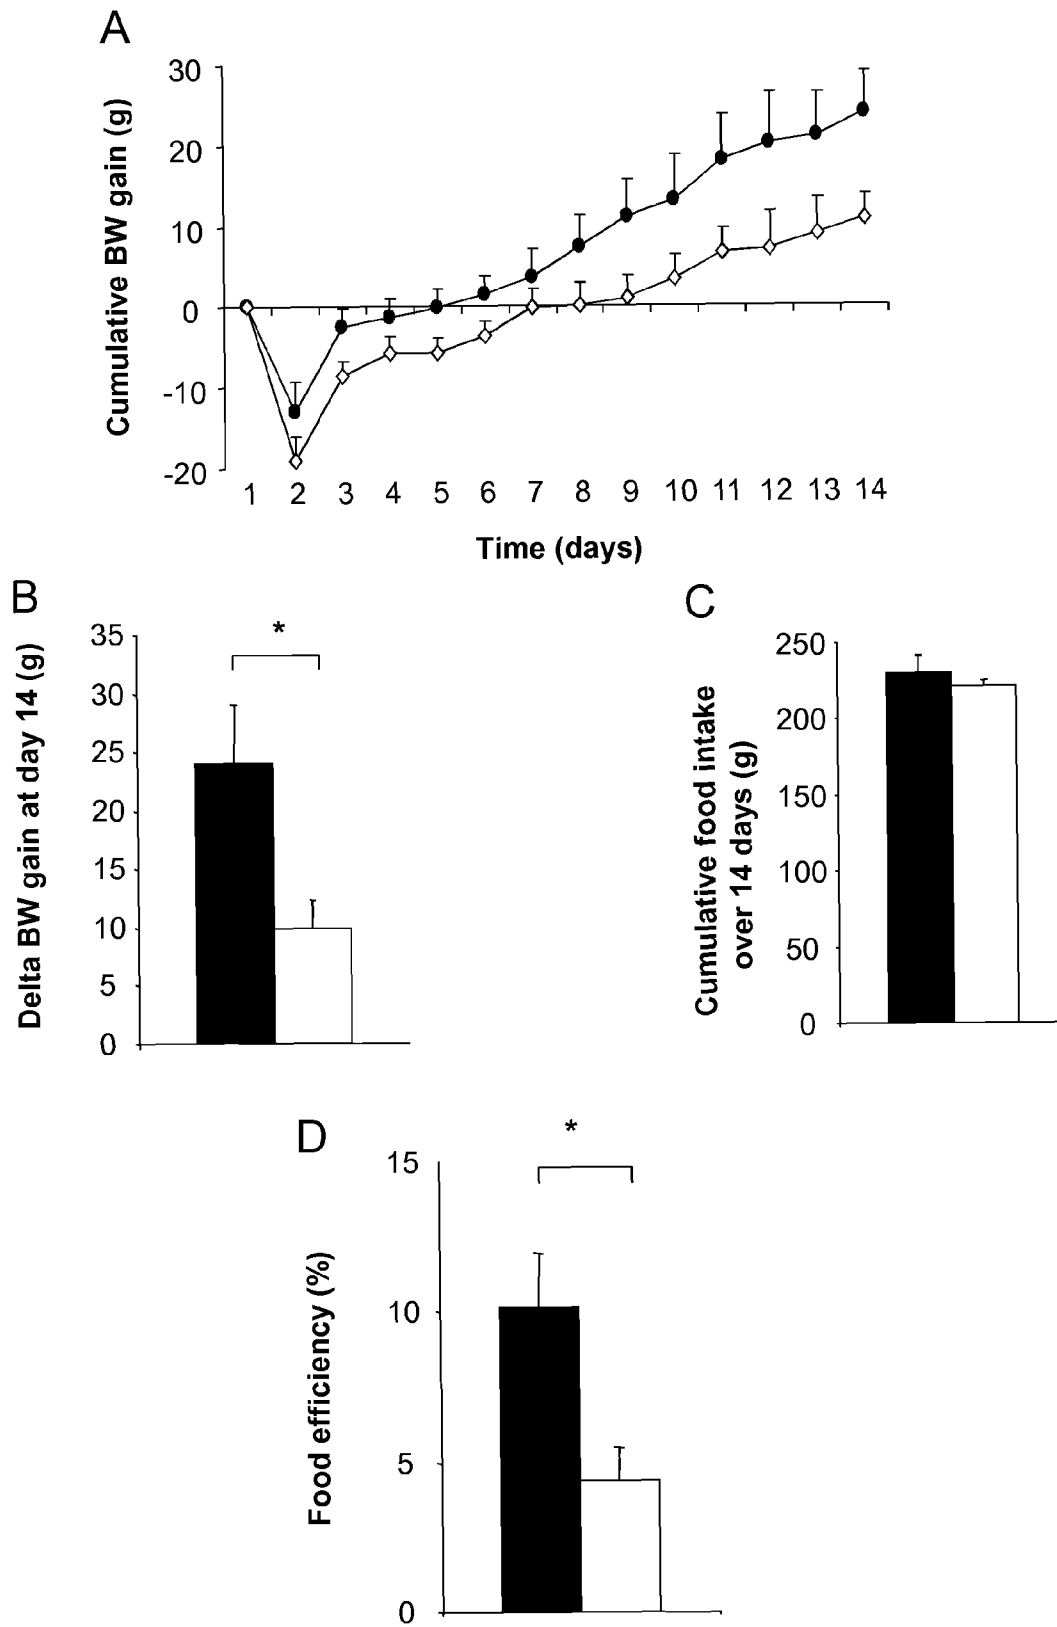 A
Cumulative BW gain (g)
30
20
10
0
-10
-20
1 2 3 4 5 6 7 8 9 10 11 12 13 14
Time (days)
B
Delta BW gain at day 14 (g)
35
30
25
20
15
10
5
0
*
C
Cumulative food intake
over 14 days (g)
250
200
150
100
50
0
D
Food efficiency (%)
15
10
5
0
*